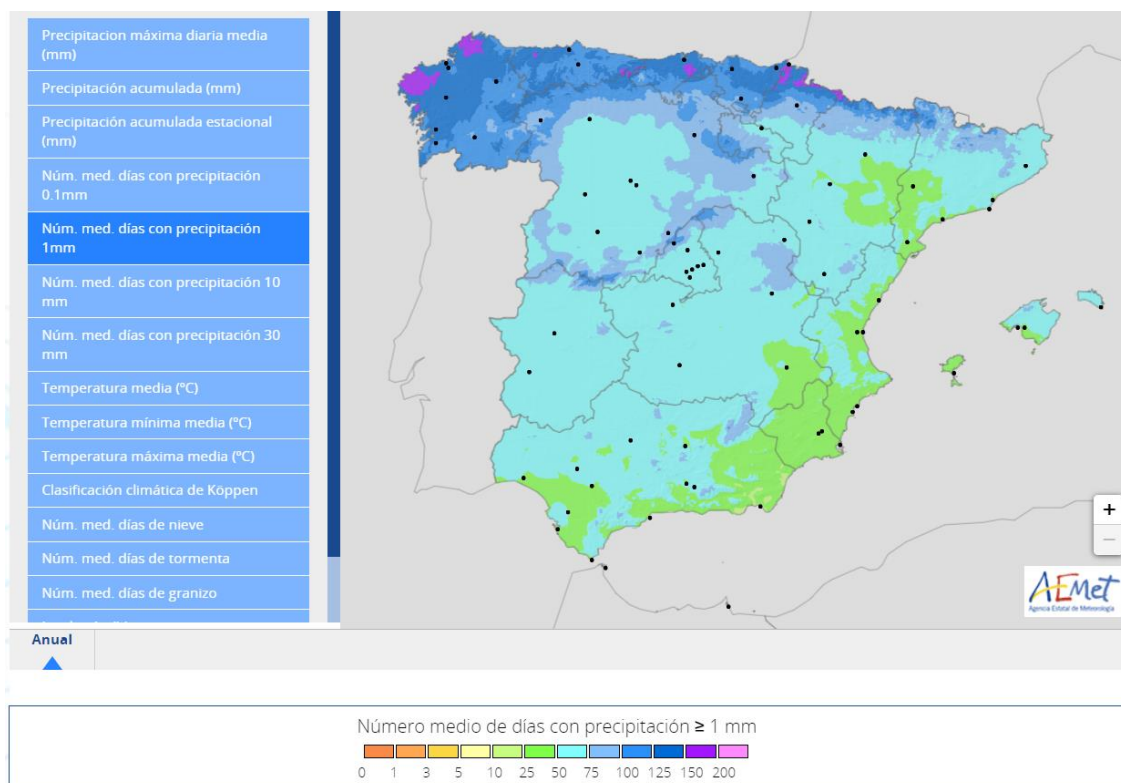 Precipitacion máxima diaria media
(mm)
Precipitación acumulada (mm)
Precipitación acumulada estacional
(mm)
Núm. med. días con precipitación
0.1mm
Núm. med. días con precipitación
1mm
Núm. med. días con precipitación 10
mm
Núm. med. días con precipitación 30
mm
Temperatura media (ºC)
Temperatura mínima media (ºC)
Temperatura máxima media (ºC)
Clasificación climática de Köppen
Núm. med. días de nieve
Núm. med. días de tormenta
Núm. med. días de granizo
+
−
AEMet
Agencia Estatal de Meteorología
Anual
Número medio de días con precipitación ≥ 1 mm
0 1 3 5 10 25 50 75 100 125 150 200